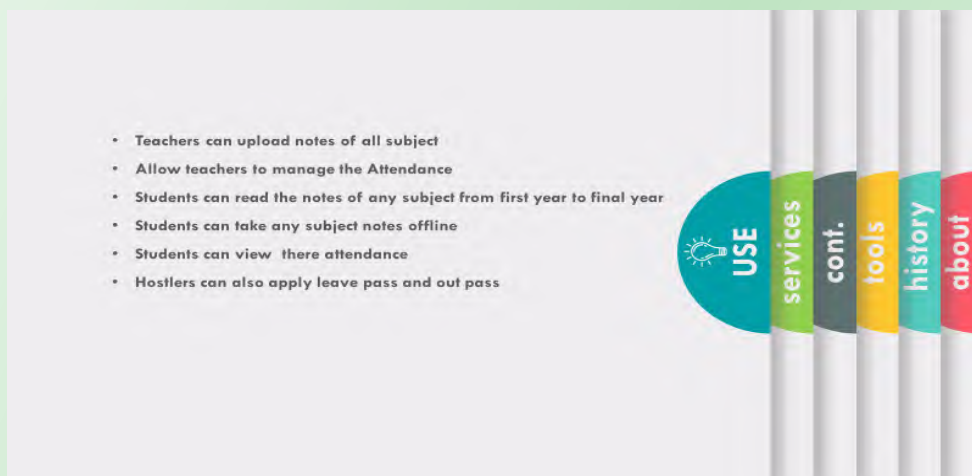 • Teachers can upload notes of all subject
• Allow teachers to manage the Attendance
• Students can read the notes of any subject from first year to final year
• Students can take any subject notes offline
• Students can view there attendance
• Hostlers can also apply leave pass and out pass
USE
services
cont.
tools
history
about